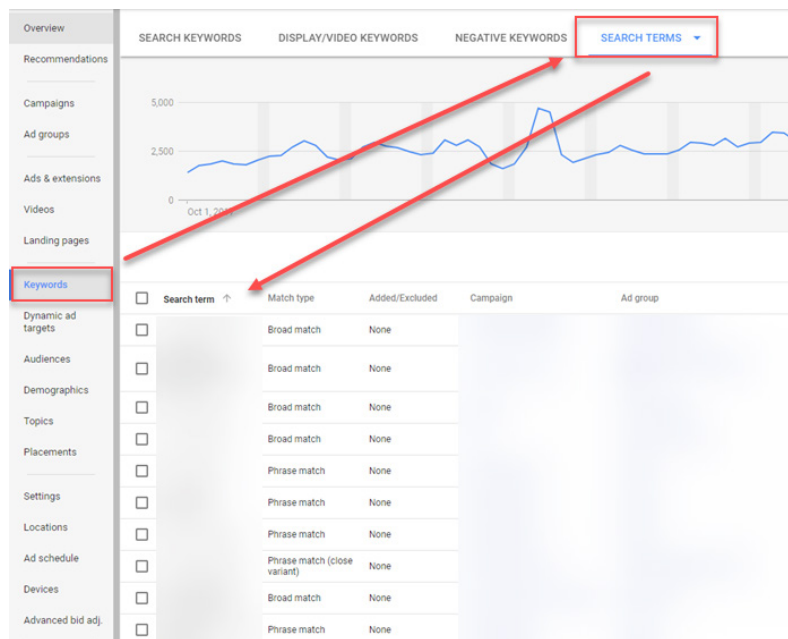 Overview
Recommendations
Campaigns
Ad groups
Ads & extensions
Videos
Landing pages
Keywords
Dynamic ad
targets
Audiences
Demographics
Topics
Placements
Settings
Locations
Ad schedule
Devices
Advanced bid adj.
SEARCH KEYWORDS DISPLAY/VIDEO KEYWORDS NEGATIVE KEYWORDS SEARCH TERMS
5,000
2,500
0
Oct 1,
Search term Match type Added/Excluded Campaign Ad group
Broad match None
Broad match None
Broad match None
Broad match None
Phrase match None
Phrase match None
Phrase match None
Phrase match (close
variant) None
Broad match None
Phrase match None